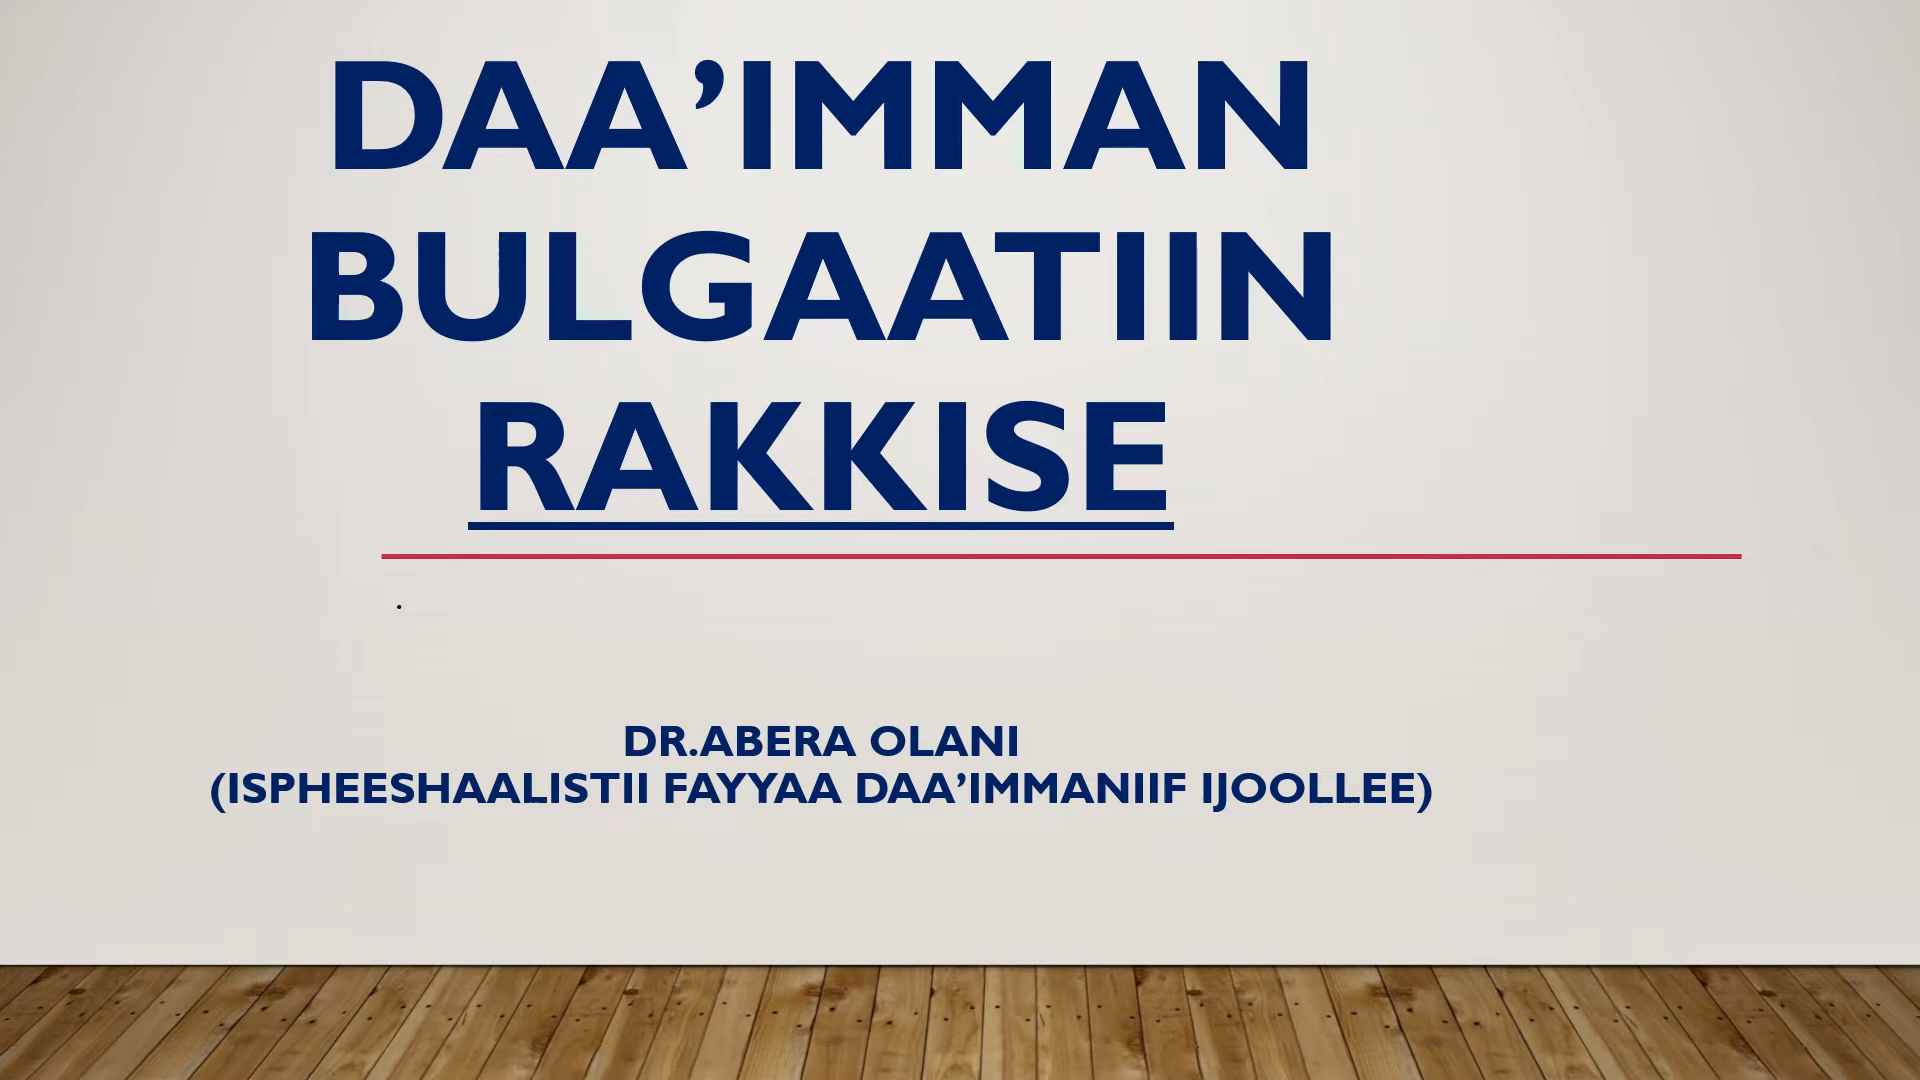 DAA’IMMAN
BULGAATIIN
RAKKISE
.
DR.ABERA OLANI
(ISPHEESHAALISTII FAYYAA DAA’IMMANIIF IJOOLLEE)